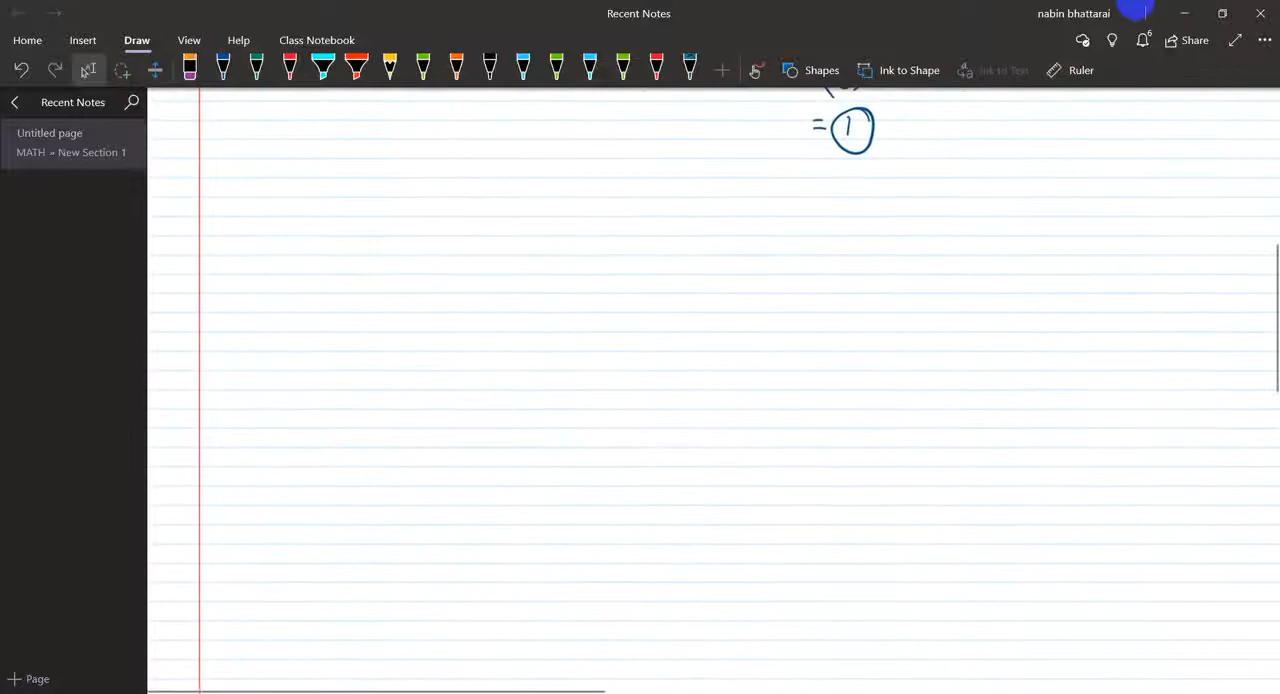 Recent Notes
nabin bhattarai
Home Insert Draw View Help Class Notebook
6
Share
Shapes Ink to Shape Ink to Text Ruler
Recent Notes
Untitled page
MATH » New Section 1
= 1
Page